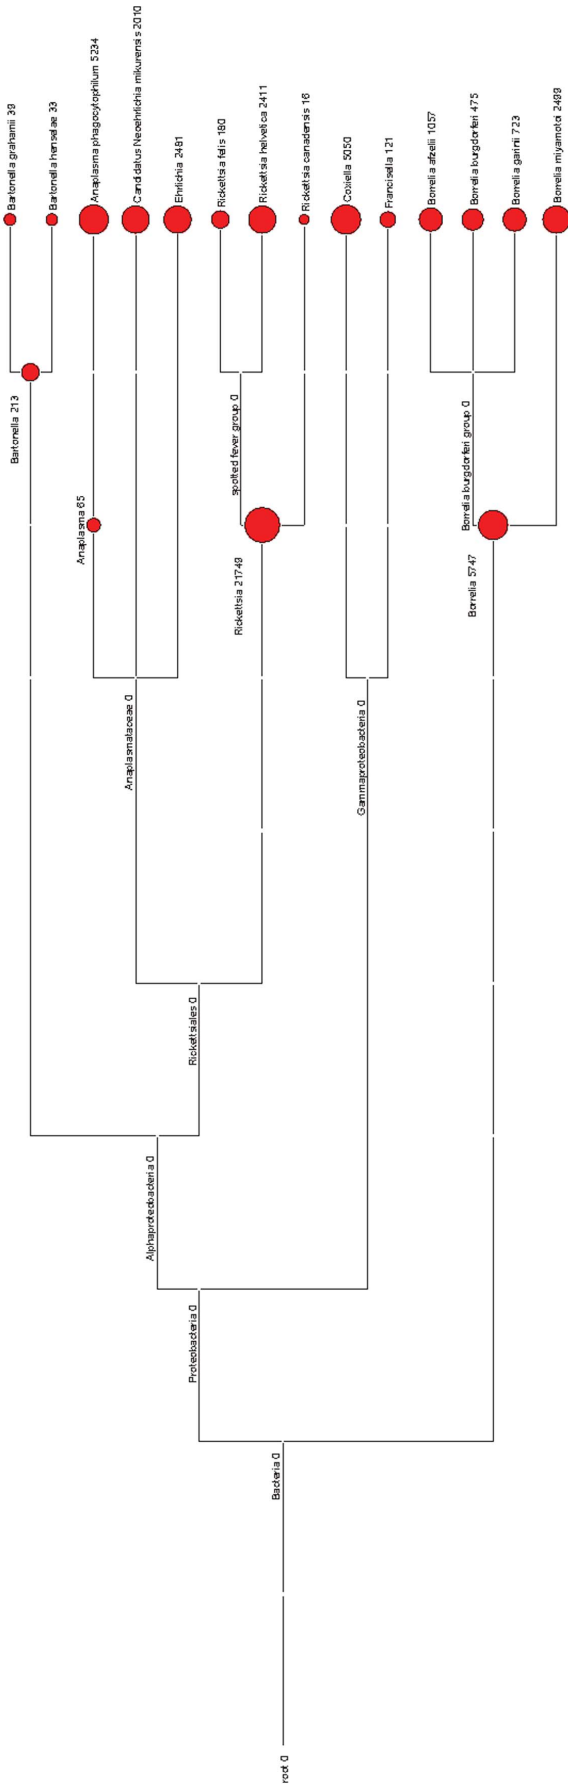 Bartonella grahamii 39
Bartonella henselae 33
Anaplasma phagocytophilum 5234
Candidatus Neoehrlichia mikurensis 2010
Ehrlichia 2481
Rickettsia felis 180
Rickettsia helvetica 2411
Rickettsia canadensis 16
Coxiella 5050
Francisella 121
Borrelia afzelii 1057
Borrelia burgdorferi 475
Borrelia garinii 723
Borrelia miyamotoi 2499
Bartonella 213
Anaplasma 65
spotted fever group 0
Rickettsia 21749
Borrelia burgdorferi group 0
Borrelia 5747
Anaplasmataceae 0
Gammaproteobacteria 0
Rickettsiales 0
Alphaproteobacteria 0
Proteobacteria 0
Bacteria 0
root 0